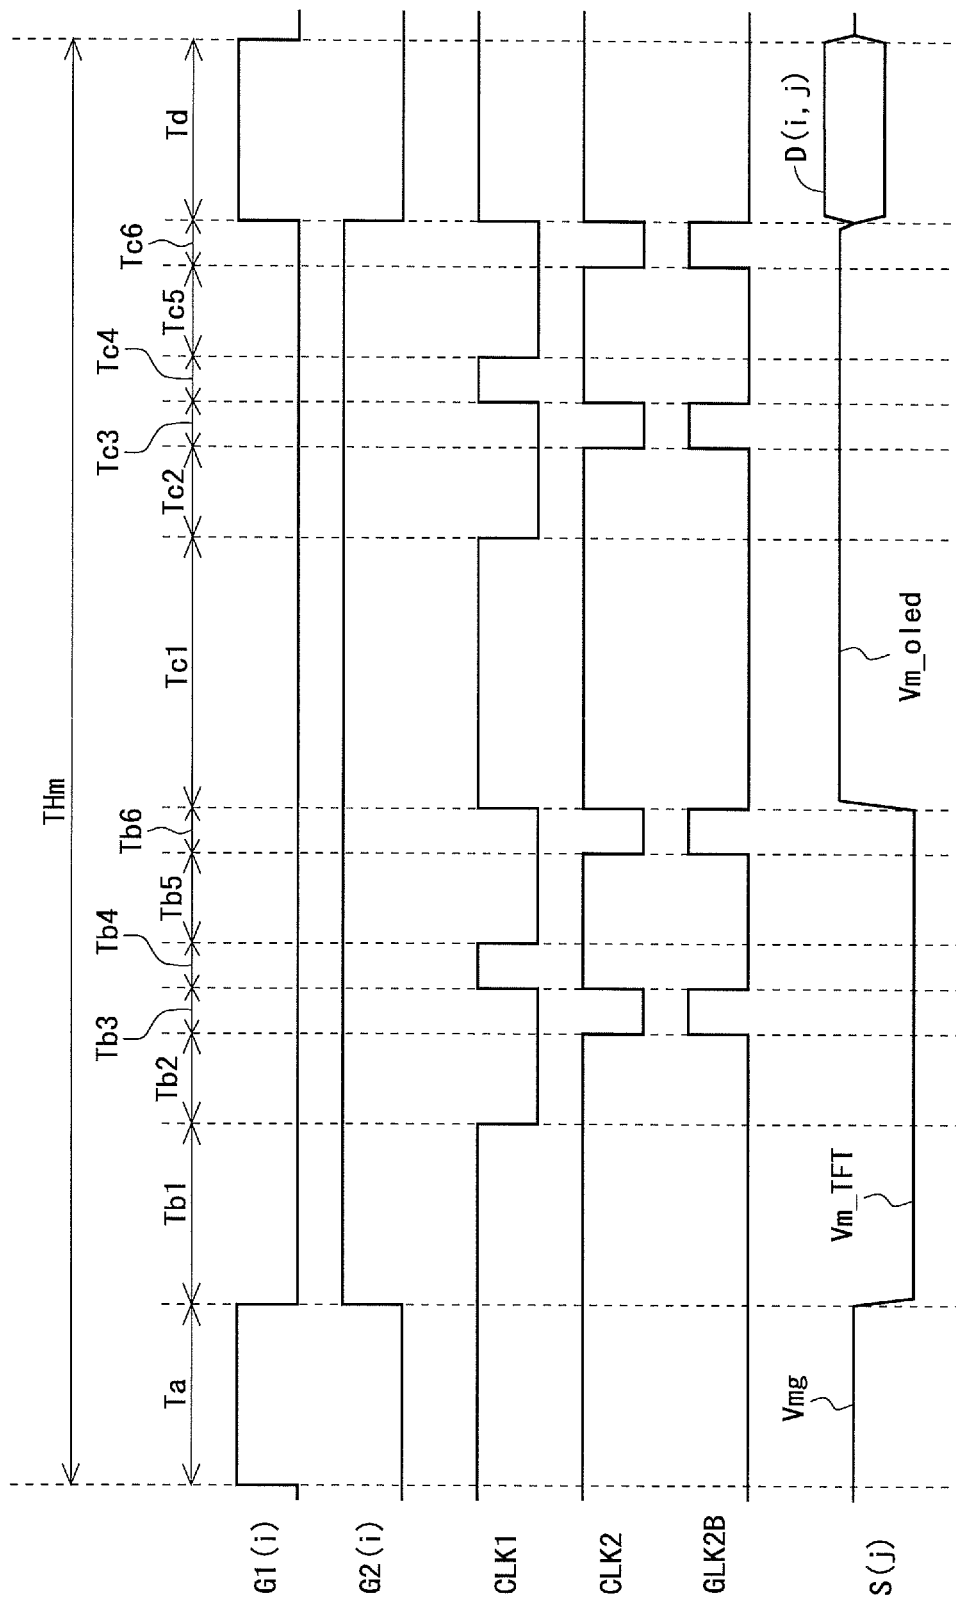 THm
Ta
Tb1
Tb2
Tb3
Tb4
Tb5
Tb6
Tc1
Tc2
Tc3
Tc4
Tc5
Tc6
Td
G1(i)
G2(i)
CLK1
CLK2
GLK2B
S(j)
Vmg
Vm_TFT
Vm_oled
D(i,j)